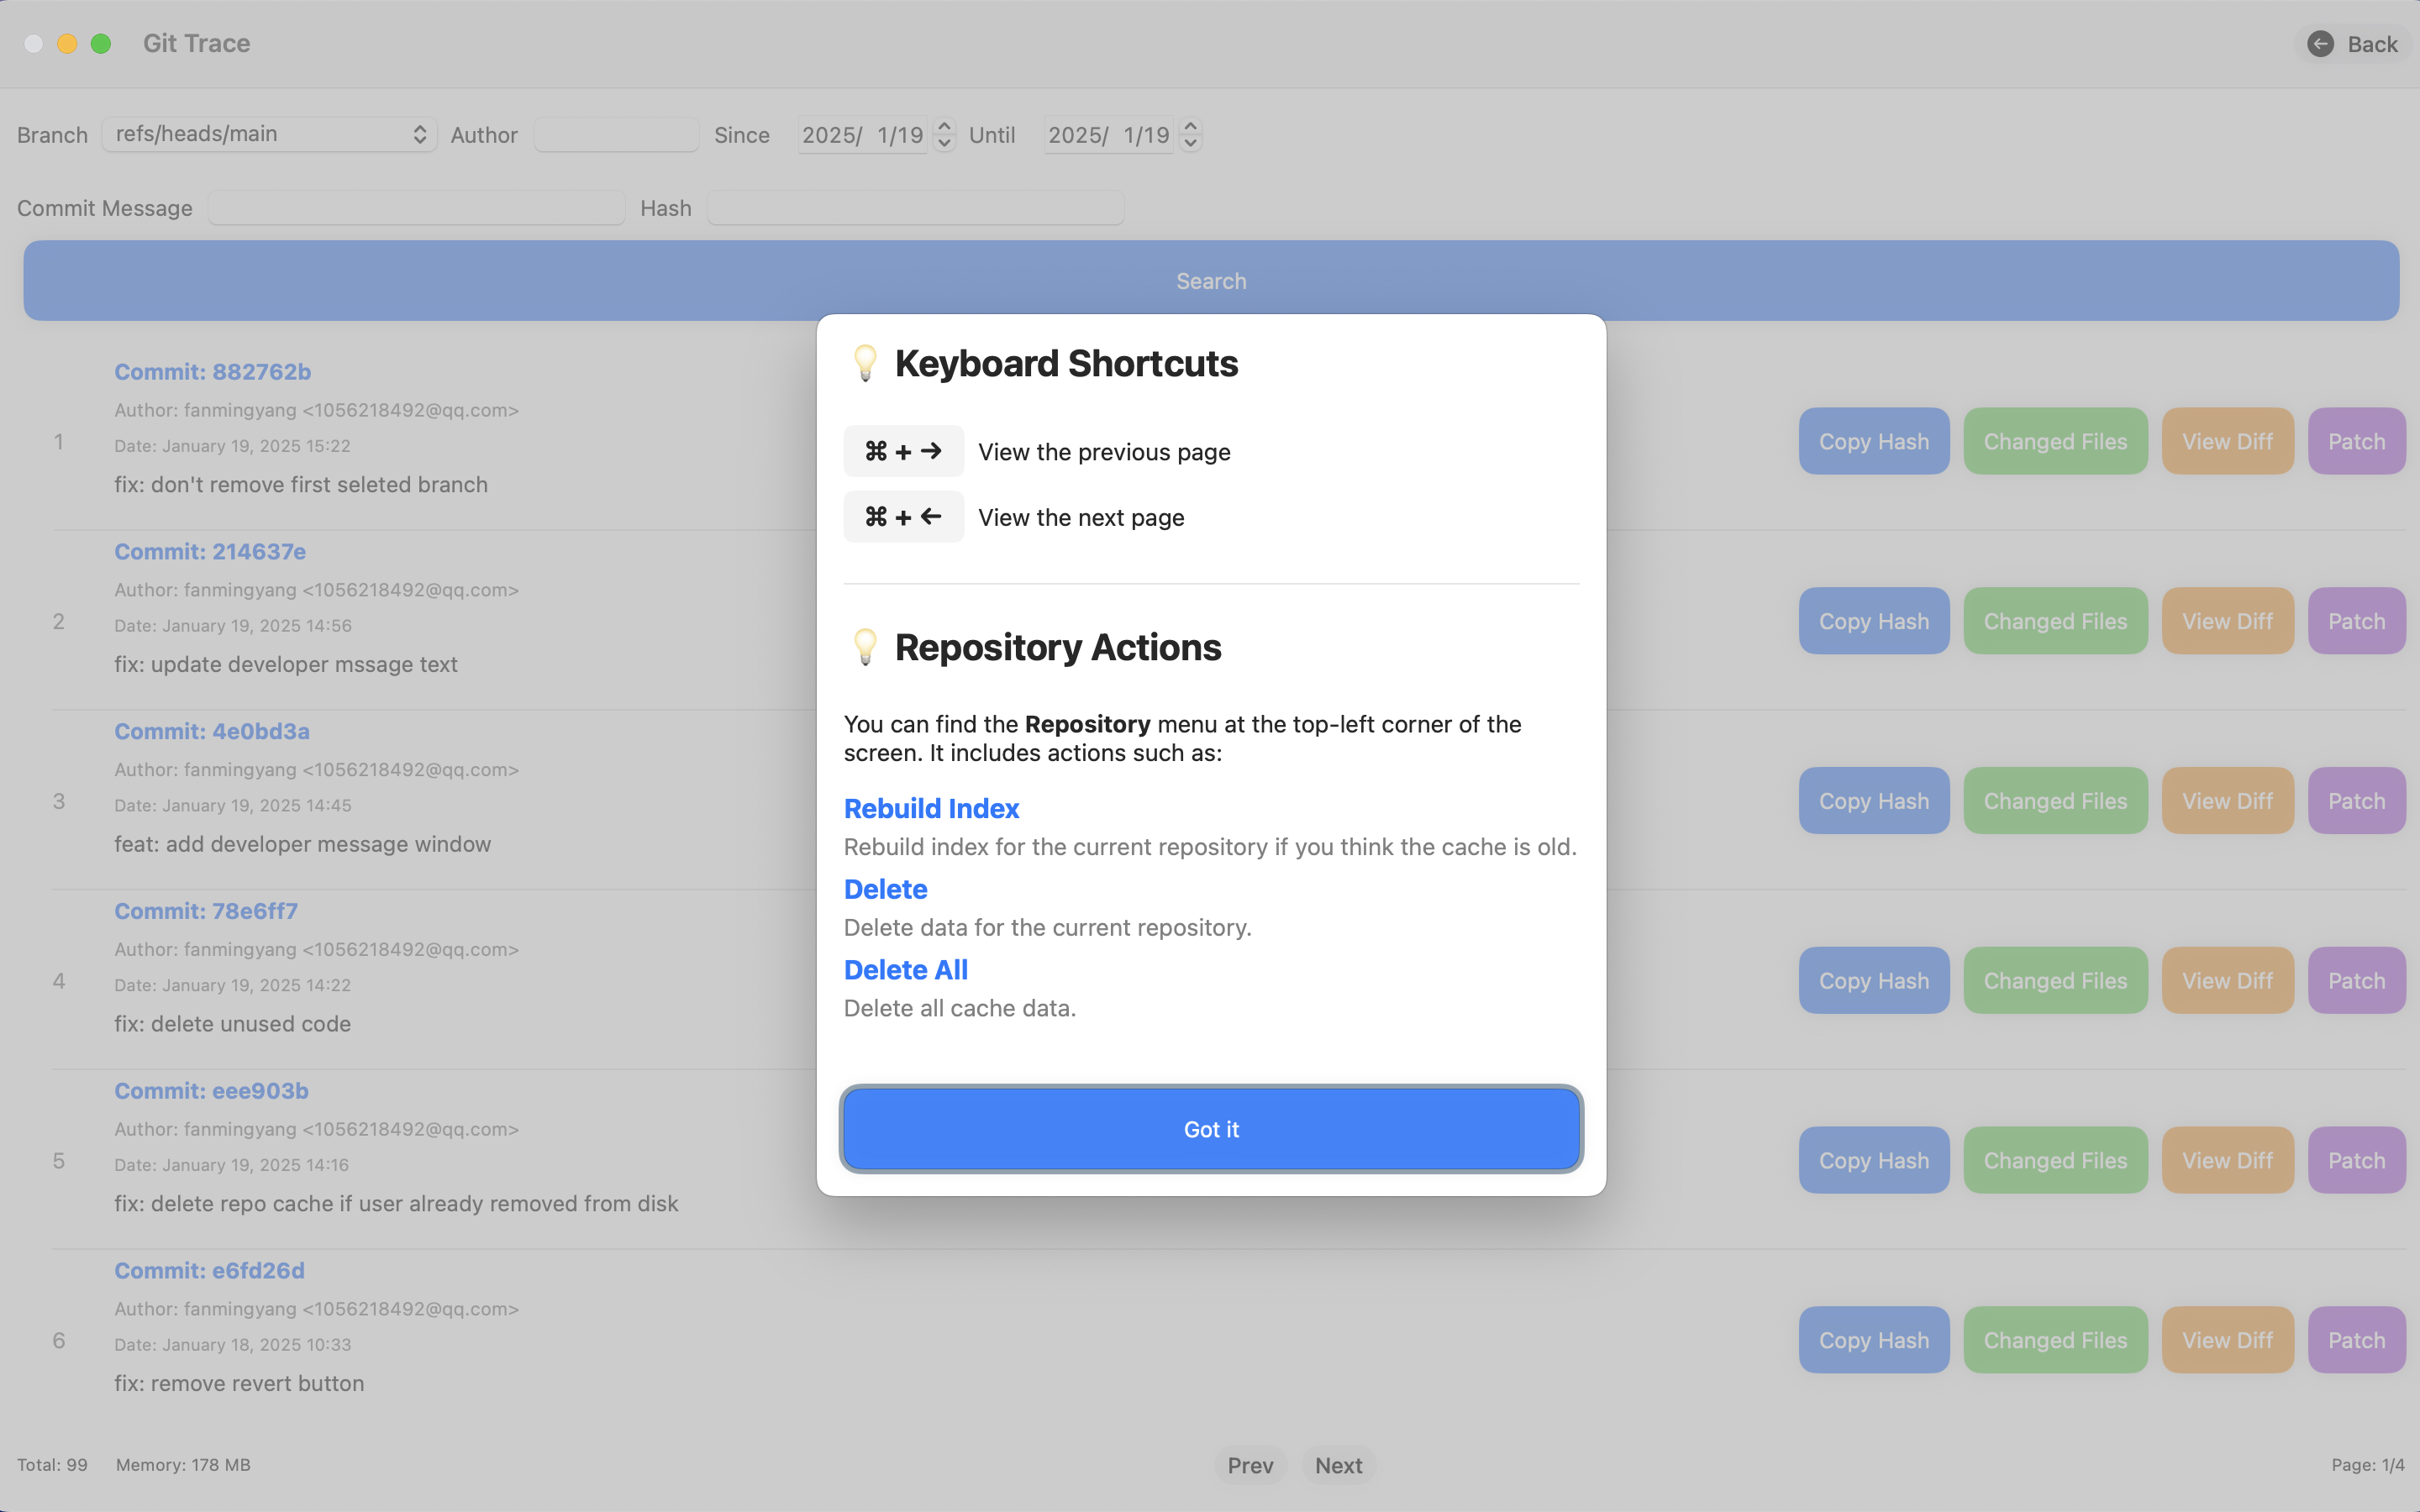 Git Trace
Back
Branch refs/heads/main Author Since 2025/ 1/19 Until 2025/ 1/19
Commit Message Hash
Search
Commit: 882762b
Author: fanmingyang <1056218492@qq.com>
1
Date: January 19, 2025 15:22
fix: don't remove first seleted branch
Copy Hash Changed Files View Diff Patch
Commit: 214637e
Author: fanmingyang <1056218492@qq.com>
2
Date: January 19, 2025 14:56
fix: update developer mssage text
Copy Hash Changed Files View Diff Patch
Commit: 4e0bd3a
Author: fanmingyang <1056218492@qq.com>
3
Date: January 19, 2025 14:45
feat: add developer message window
Copy Hash Changed Files View Diff Patch
Commit: 78e6ff7
Author: fanmingyang <1056218492@qq.com>
4
Date: January 19, 2025 14:22
fix: delete unused code
Copy Hash Changed Files View Diff Patch
Commit: eee903b
Author: fanmingyang <1056218492@qq.com>
5
Date: January 19, 2025 14:16
fix: delete repo cache if user already removed from disk
Copy Hash Changed Files View Diff Patch
Commit: e6fd26d
Author: fanmingyang <1056218492@qq.com>
6
Date: January 18, 2025 10:33
fix: remove revert button
Copy Hash Changed Files View Diff Patch
💡 Keyboard Shortcuts
⌘ + → View the previous page
⌘ + ← View the next page
💡 Repository Actions
You can find the Repository menu at the top-left corner of the
screen. It includes actions such as:
Rebuild Index
Rebuild index for the current repository if you think the cache is old.
Delete
Delete data for the current repository.
Delete All
Delete all cache data.
Got it
Total: 99 Memory: 178 MB
Prev Next
Page: 1/4